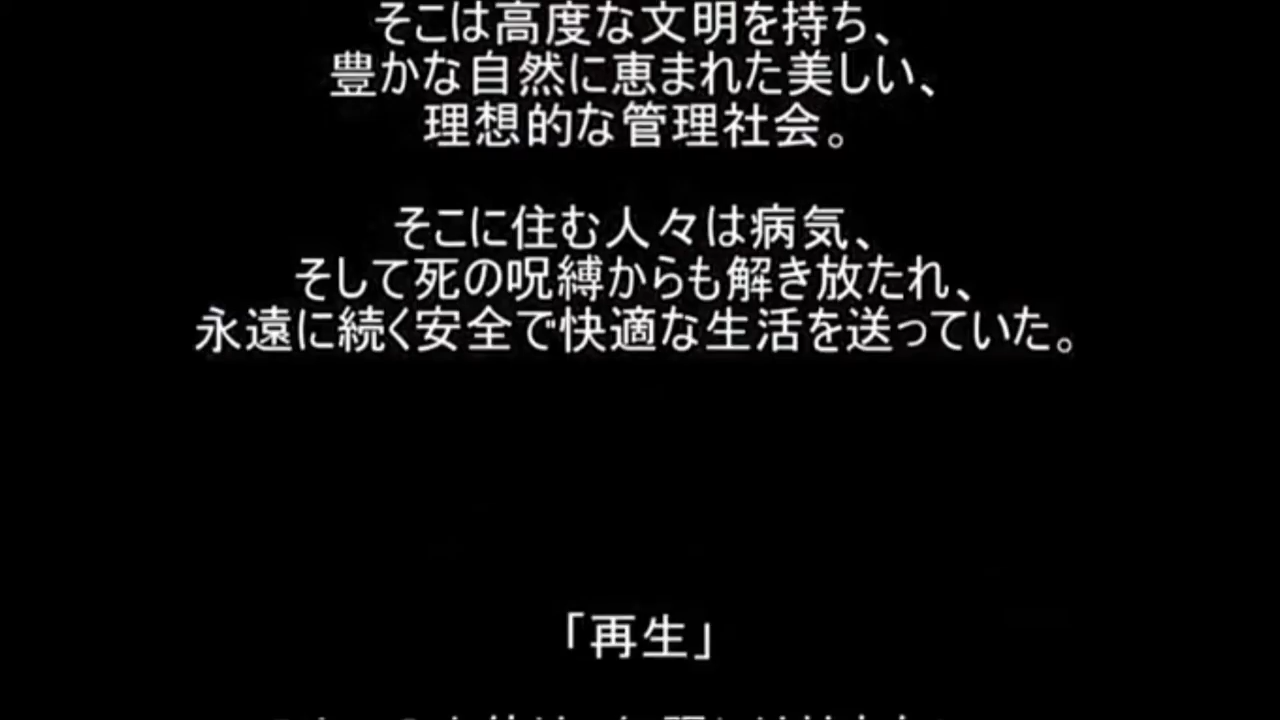 そこは高度な文明を持ち、
豊かな自然に恵まれた美しい、
理想的な管理社会。
そこに住む人々は病気、
そして死の呪縛からも解き放たれ、
永遠に続く安全で快適な生活を送っていた。
「再生」